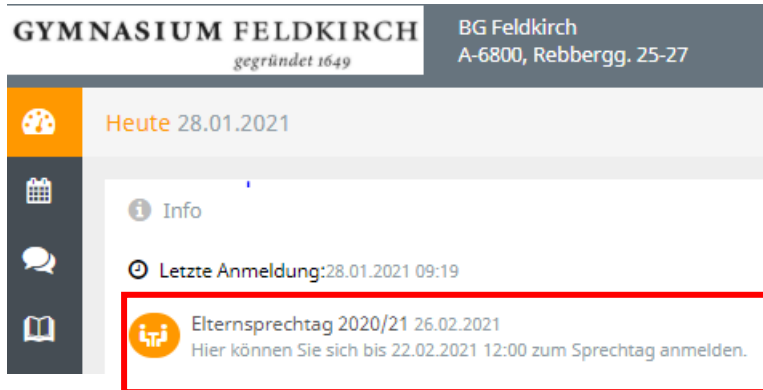 GYMNASIUM FELDKIRCH
gegründet 1649
BG Feldkirch
A-6800, Rebbergg. 25-27
Heute 28.01.2021
Info
Letzte Anmeldung:28.01.2021 09:19
Elternsprechtag 2020/21 26.02.2021
Hier können Sie sich bis 22.02.2021 12:00 zum Sprechtag anmelden.